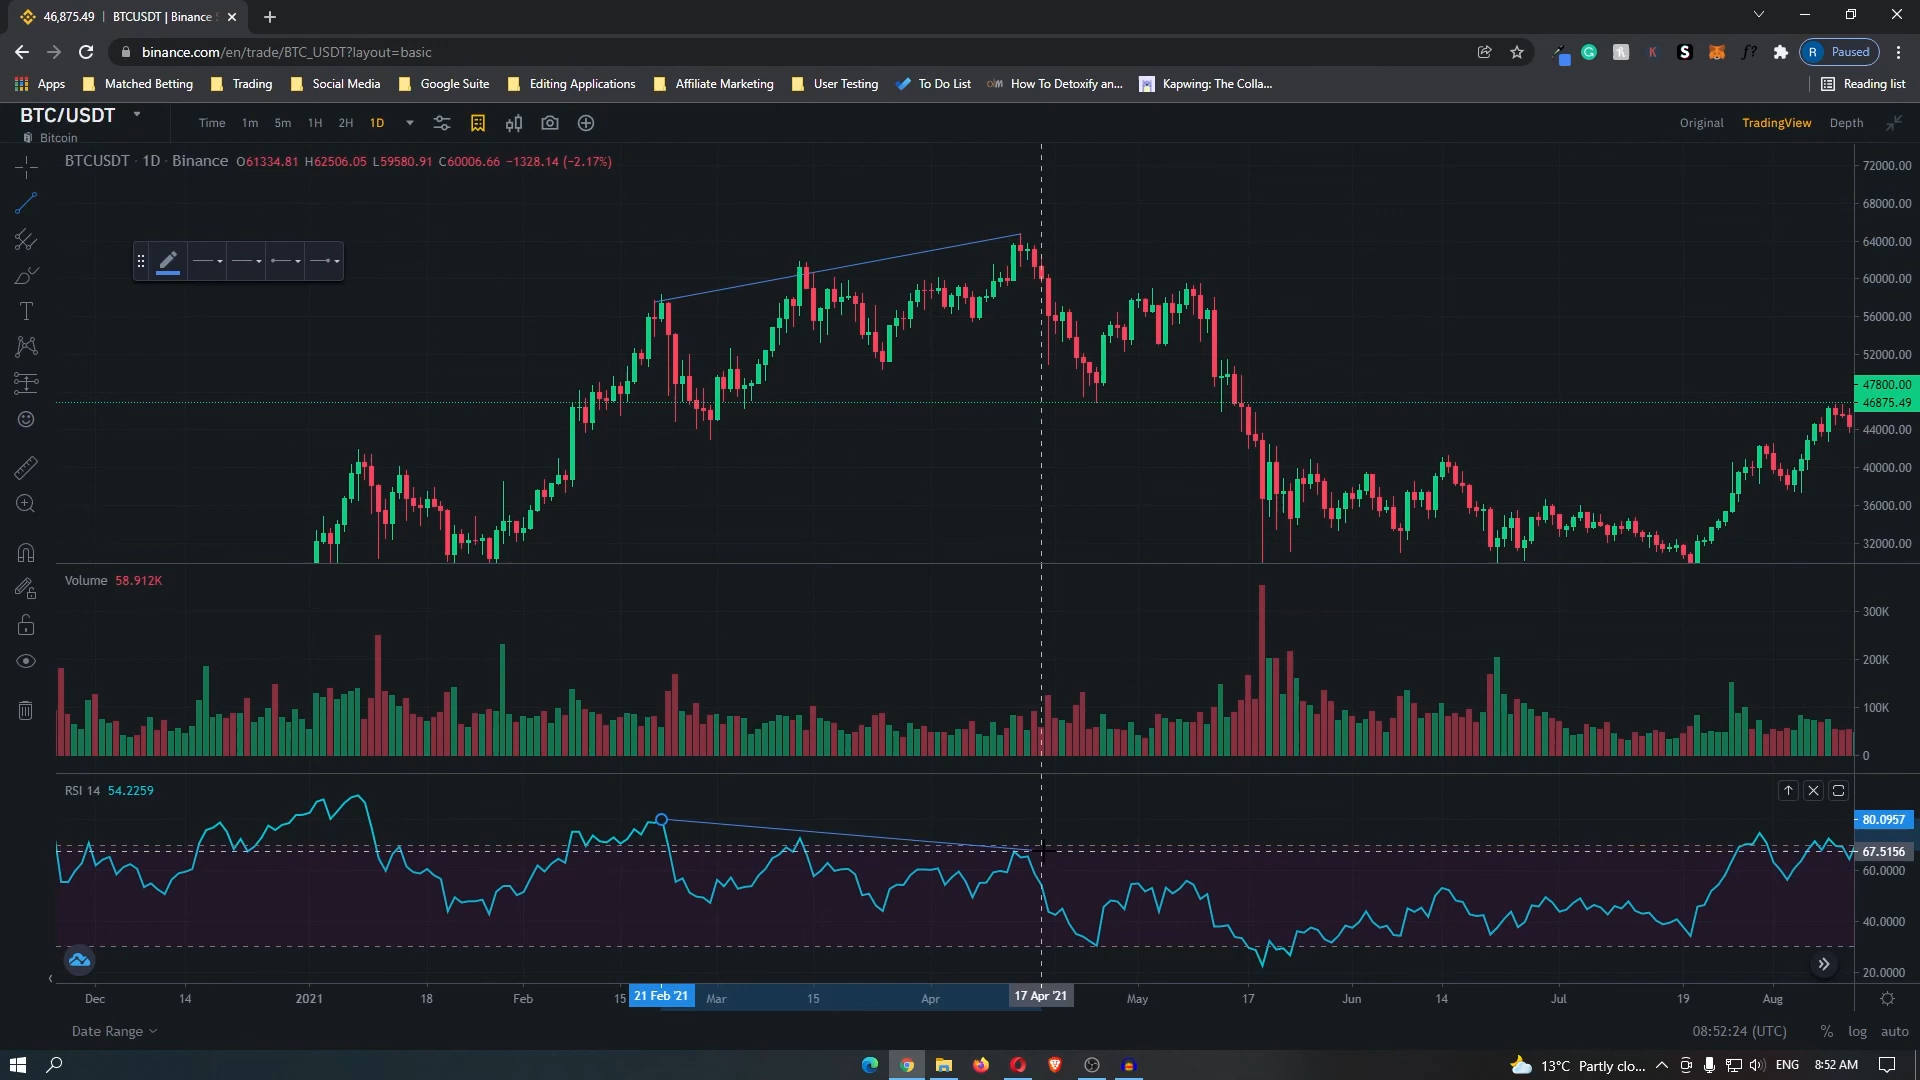 46,875.49 | BTCUSDT | Binance
binance.com/en/trade/BTC_USDT?layout=basic
Paused
Apps Matched Betting Trading Social Media Google Suite Editing Applications Affiliate Marketing User Testing To Do List How To Detoxify an... Kapwing: The Colla... Reading list
BTC/USDT
Bitcoin
Time 1m 5m 1H 2H 1D Original TradingView Depth
BTCUSDT · 1D · Binance O61334.81 H62506.05 L59580.91 C60006.66 −1328.14 (−2.17%)
72000.00
68000.00
64000.00
60000.00
56000.00
52000.00
47800.00
46875.49
44000.00
40000.00
36000.00
32000.00
Volume 58.912K
300K
200K
100K
0
RSI 14 54.2259
80.0957
67.5156
60.0000
40.0000
20.0000
Dec 14 2021 18 Feb 15 21 Feb '21 Mar 15 Apr 17 Apr '21 May 17 Jun 14 Jul 19 Aug
Date Range 08:52:24 (UTC) % log auto
13°C Partly clo... ENG 8:52 AM